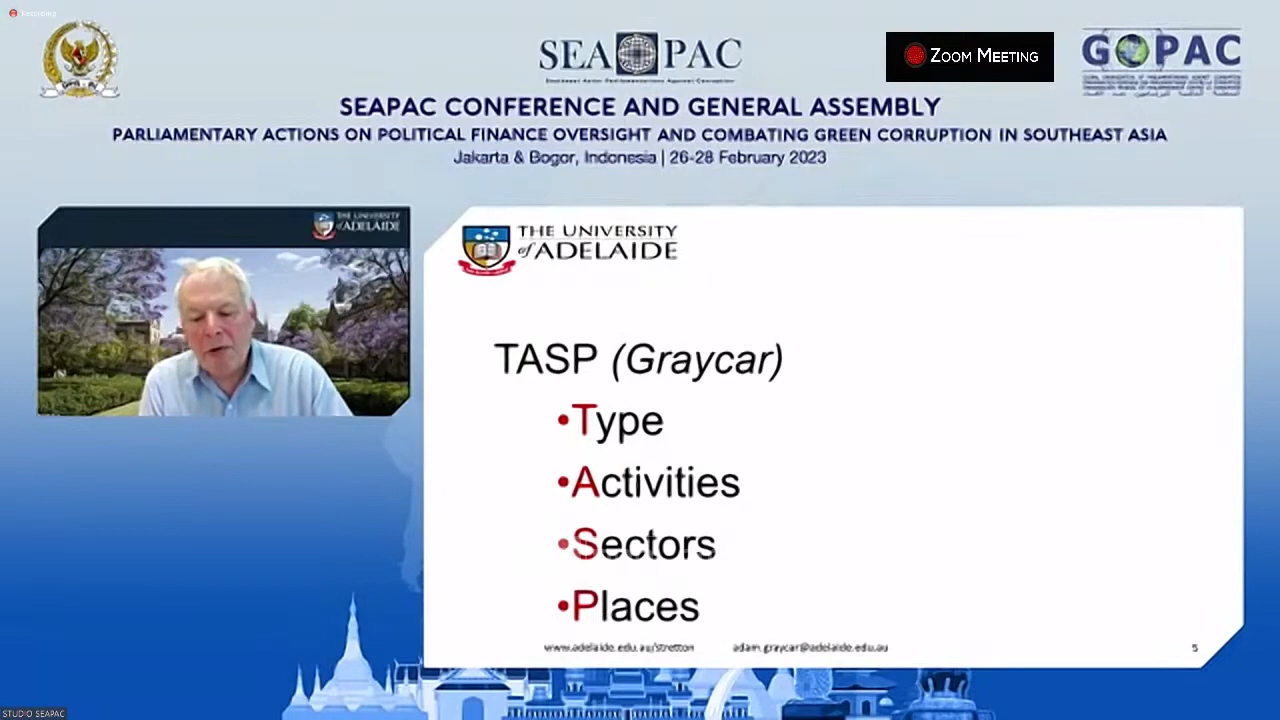 Recording
SEAPAC
Southeast Asian Parliamentarians Against Corruption
ZOOM MEETING
GOPAC
SEAPAC CONFERENCE AND GENERAL ASSEMBLY
PARLIAMENTARY ACTIONS ON POLITICAL FINANCE OVERSIGHT AND COMBATING GREEN CORRUPTION IN SOUTHEAST ASIA
Jakarta & Bogor, Indonesia | 26-28 February 2023
THE UNIVERSITY
of ADELAIDE
THE UNIVERSITY
of ADELAIDE
TASP (Graycar)
•Type
•Activities
•Sectors
•Places
www.adelaide.edu.au/stretton adam.graycar@adelaide.edu.au 5
STUDIO SEAPAC